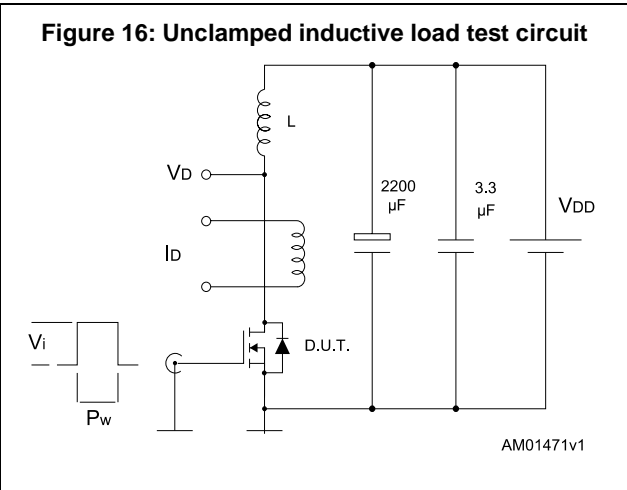 Figure 16: Unclamped inductive load test circuit
L
VD
2200
µF
3.3
µF
VDD
ID
Vi
D.U.T.
Pw
AM01471v1